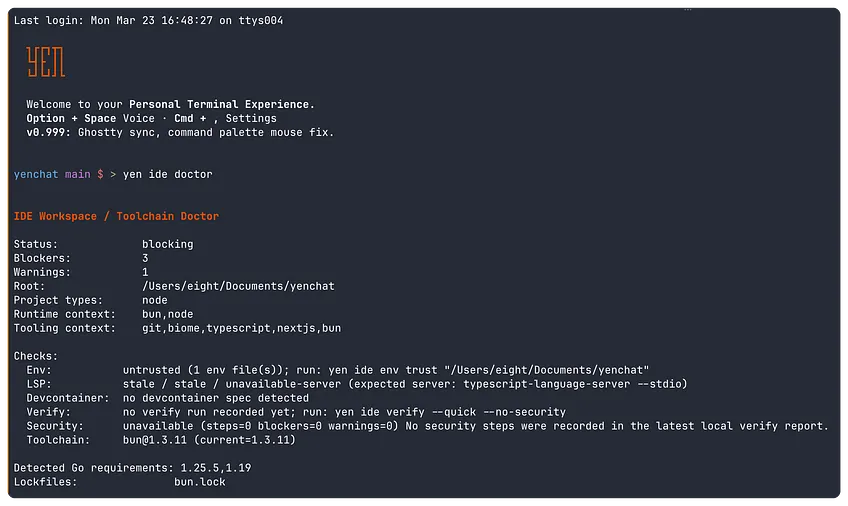 Last login: Mon Mar 23 16:48:27 on ttys004
YEN
Welcome to your Personal Terminal Experience.
Option + Space Voice · Cmd + , Settings
v0.999: Ghostty sync, command palette mouse fix.
yenchat main $ > yen ide doctor
IDE Workspace / Toolchain Doctor
Status: blocking
Blockers: 3
Warnings: 1
Root: /Users/eight/Documents/yenchat
Project types: node
Runtime context: bun,node
Tooling context: git,biome,typescript,nextjs,bun
Checks:
Env: untrusted (1 env file(s)); run: yen ide env trust "/Users/eight/Documents/yenchat"
LSP: stale / stale / unavailable-server (expected server: typescript-language-server --stdio)
Devcontainer: no devcontainer spec detected
Verify: no verify run recorded yet; run: yen ide verify --quick --no-security
Security: unavailable (steps=0 blockers=0 warnings=0) No security steps were recorded in the latest local verify report.
Toolchain: bun@1.3.11 (current=1.3.11)
Detected Go requirements: 1.25.5,1.19
Lockfiles: bun.lock